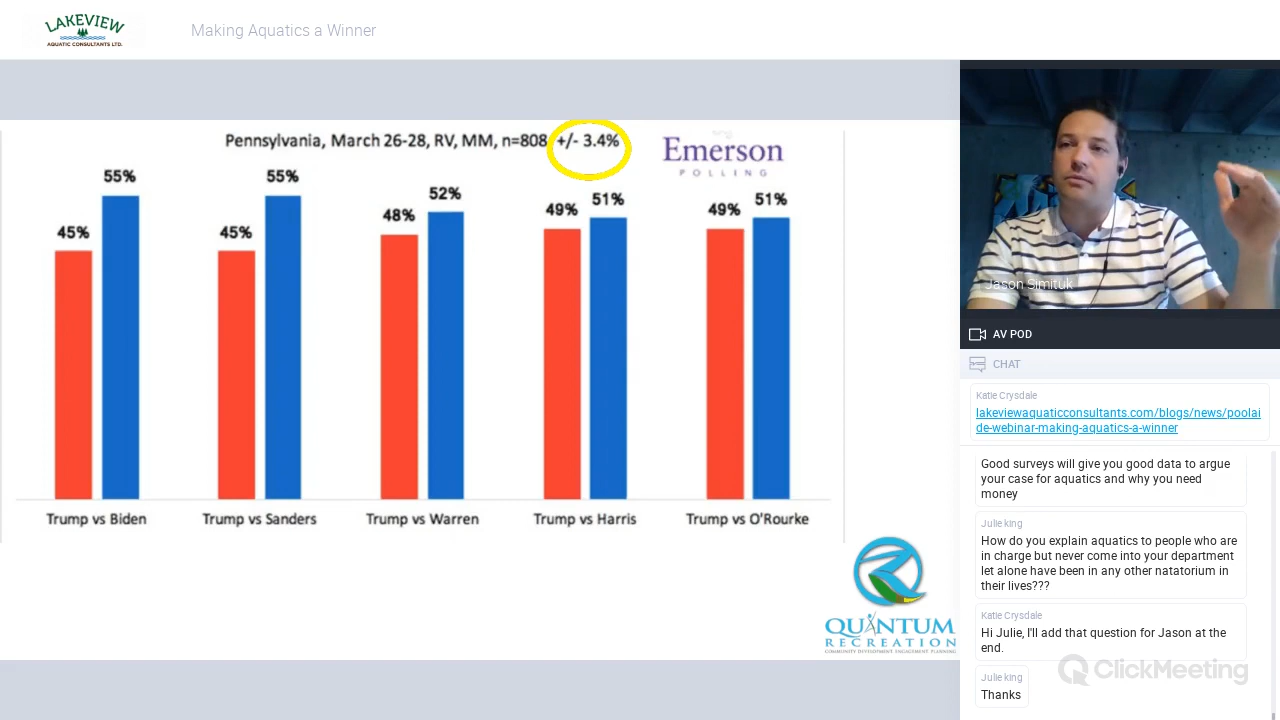 LAKEVIEW
AQUATIC CONSULTANTS LTD.
Making Aquatics a Winner
Pennsylvania, March 26-28, RV, MM, n=808, +/- 3.4%
Emerson
POLLING
45%
55%
45%
55%
48%
52%
49%
51%
49%
51%
Trump vs Biden
Trump vs Sanders
Trump vs Warren
Trump vs Harris
Trump vs O'Rourke
QUANTUM
RECREATION
COMMUNITY DEVELOPMENT ENGAGEMENT PLANNING
Jason Simituk
AV POD
CHAT
Katie Crysdale
lakeviewaquaticconsultants.com/blogs/news/poolai
de-webinar-making-aquatics-a-winner
Good surveys will give you good data to argue
your case for aquatics and why you need
money
Julie king
How do you explain aquatics to people who are
in charge but never come into your department
let alone have been in any other natatorium in
their lives???
Katie Crysdale
Hi Julie, I'll add that question for Jason at the
end.
Julie king
Thanks
ClickMeeting